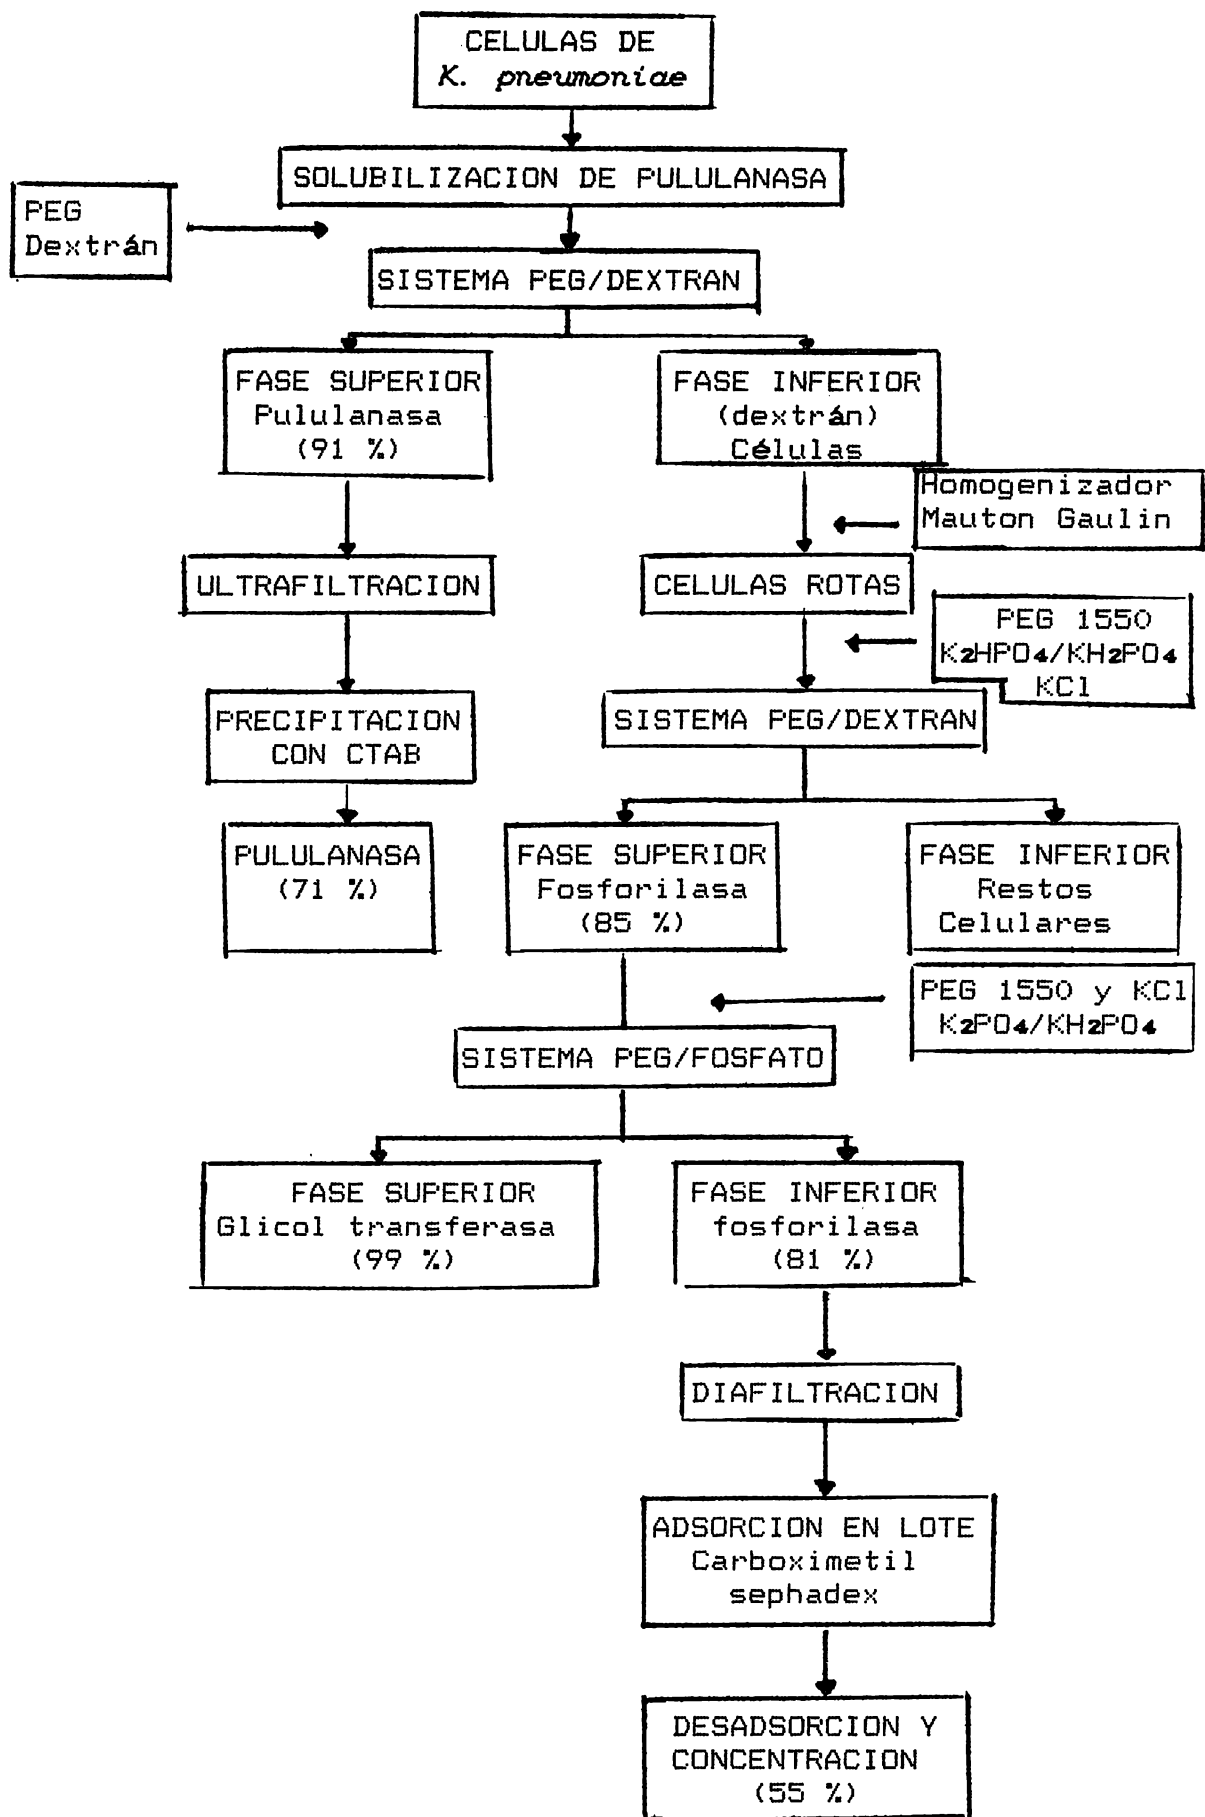 CELULAS DE
K. pneumoniae
SOLUBILIZACION DE PULULANASA
PEG
Dextrán
SISTEMA PEG/DEXTRAN
FASE SUPERIOR
Pululanasa
(91 %)
FASE INFERIOR
(dextrán)
Células
Homogenizador
Mauton Gaulin
ULTRAFILTRACION
CELULAS ROTAS
PEG 1550
K2HPO4/KH2PO4
KCl
PRECIPITACION
CON CTAB
SISTEMA PEG/DEXTRAN
PULULANASA
(71 %)
FASE SUPERIOR
Fosforilasa
(85 %)
FASE INFERIOR
Restos
Celulares
PEG 1550 y KCl
K2PO4/KH2PO4
SISTEMA PEG/FOSFATO
FASE SUPERIOR
Glicol transferasa
(99 %)
FASE INFERIOR
fosforilasa
(81 %)
DIAFILTRACION
ADSORCION EN LOTE
Carboximetil
sephadex
DESADSORCION Y
CONCENTRACION
(55 %)